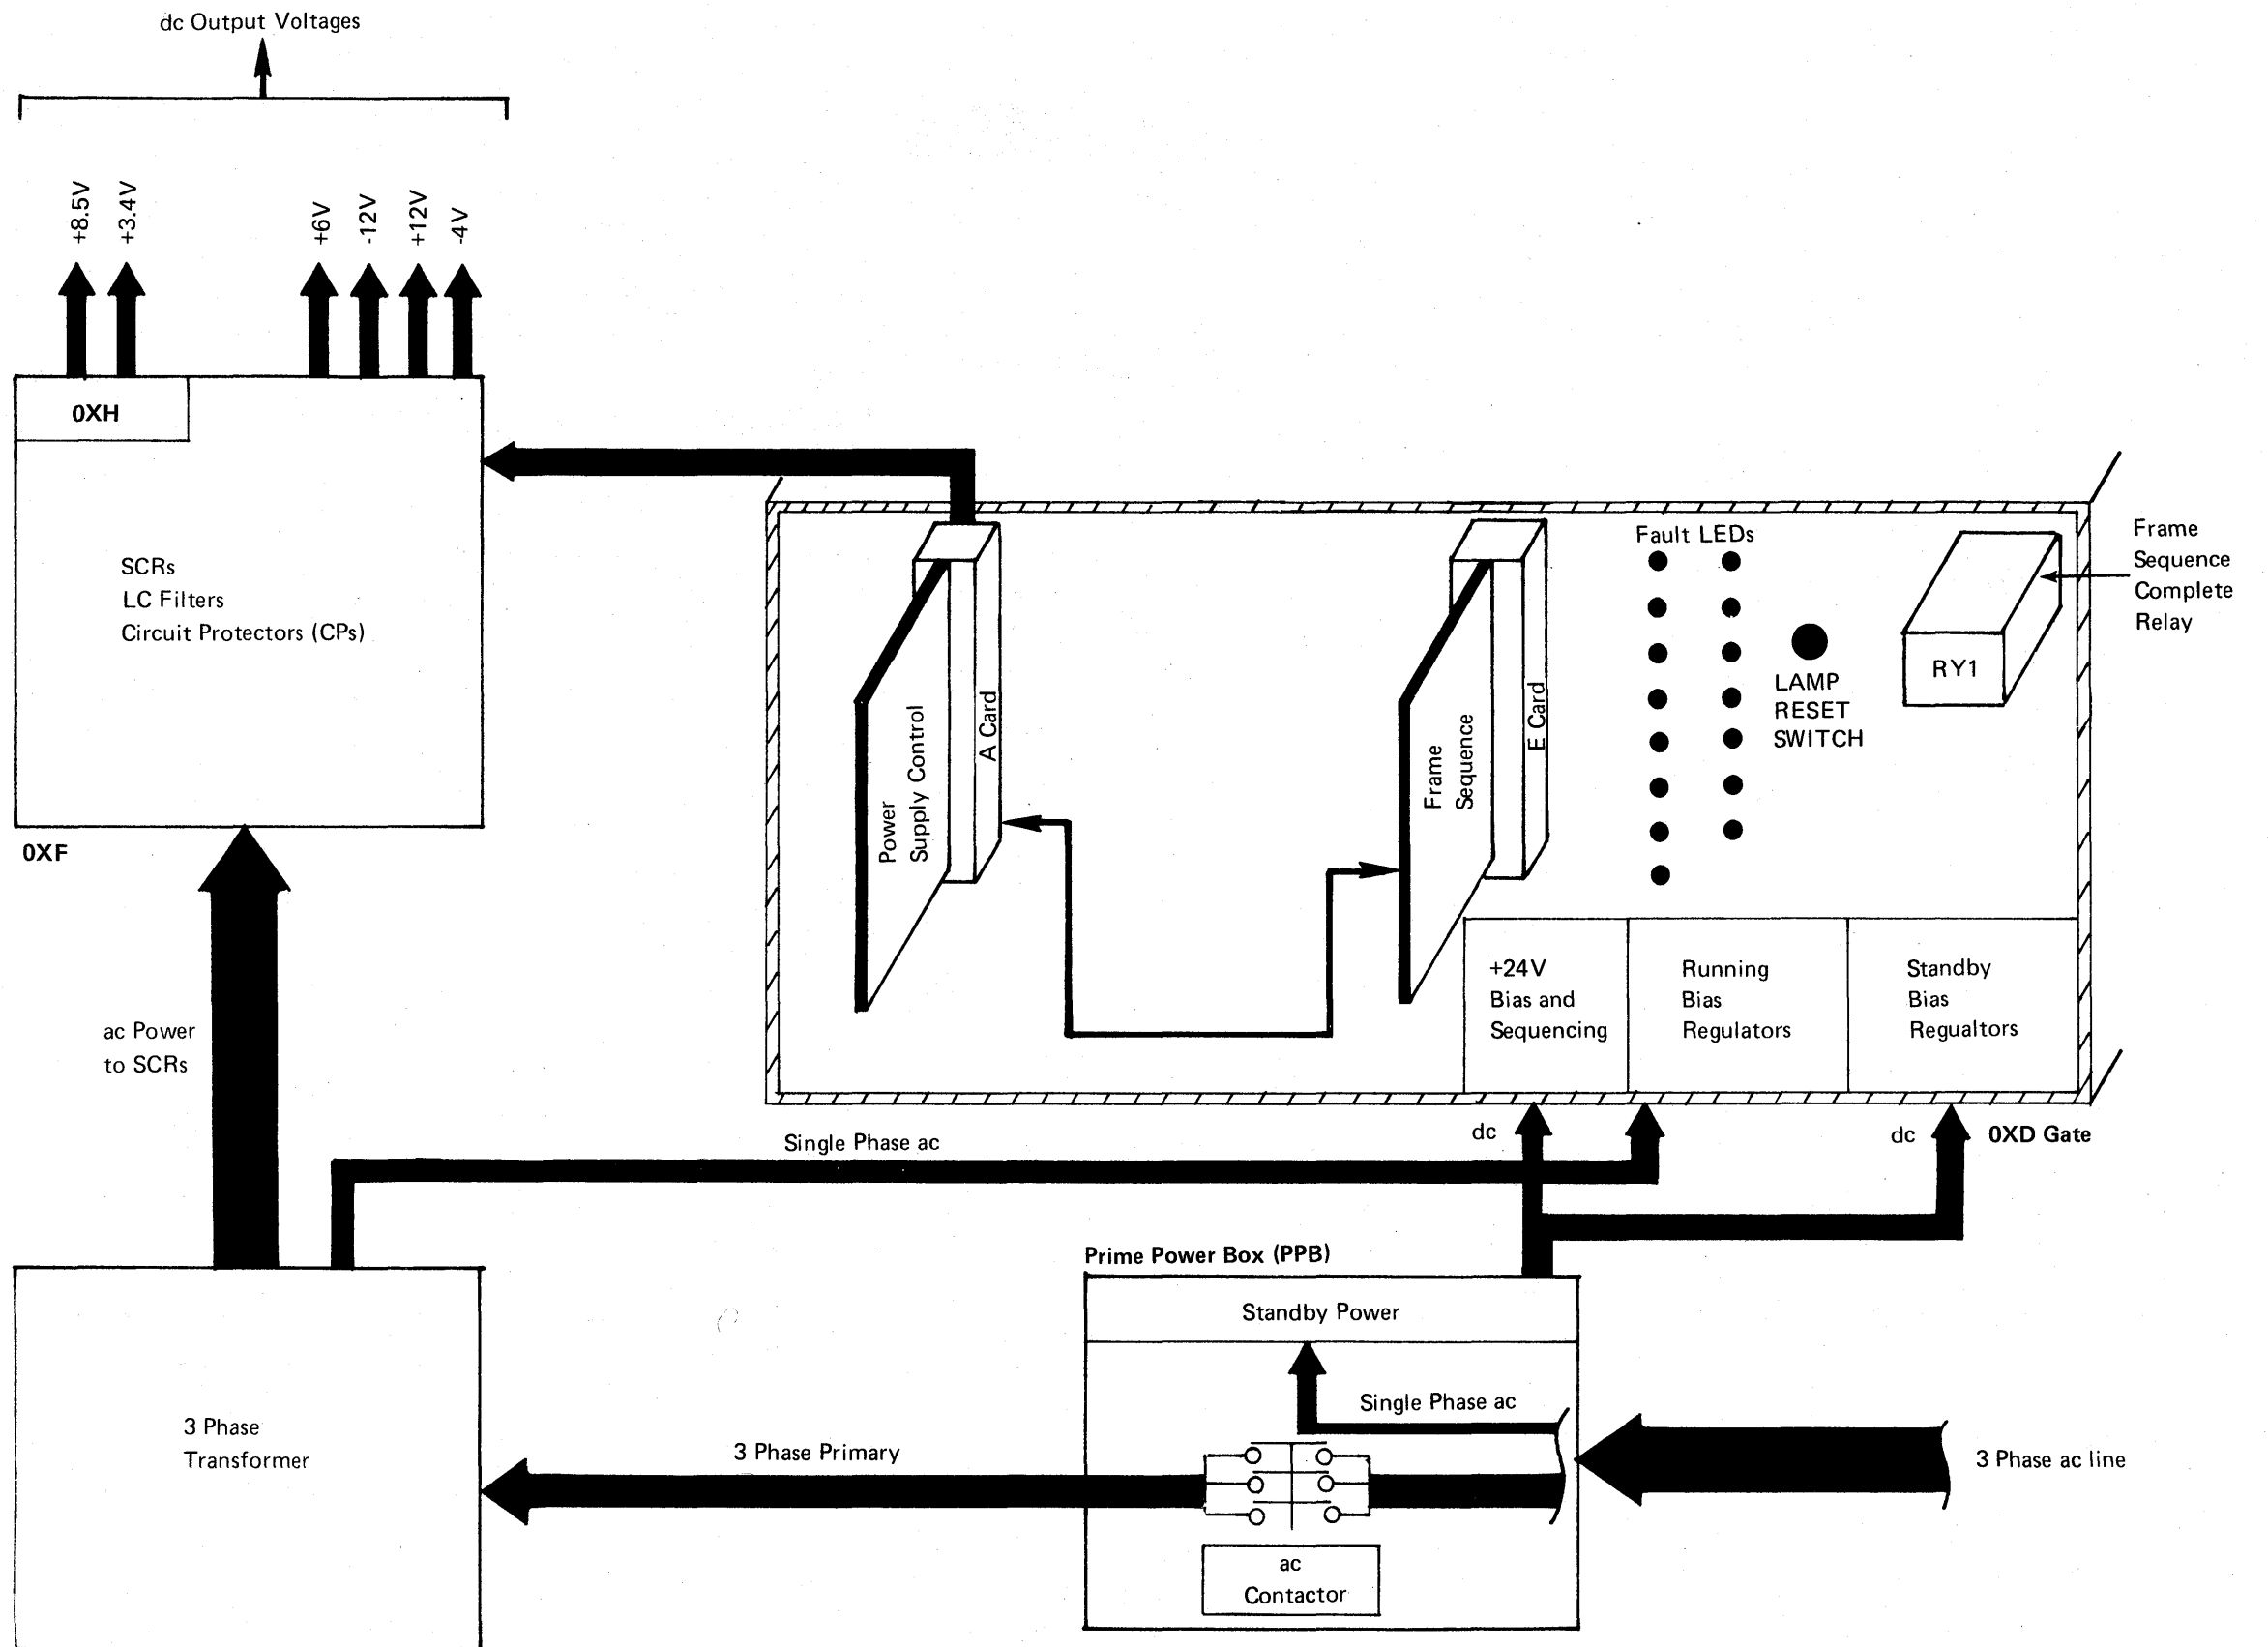 dc Output Voltages
+8.5V
+3.4V
+6V
-12V
+12V
-4V
0XH
SCRs
LC Filters
Circuit Protectors (CPs)
0XF
Power
Supply Control
A Card
Frame
Sequence
E Card
Fault LEDs
LAMP
RESET
SWITCH
RY1
Frame
Sequence
Complete
Relay
+24V
Bias and
Sequencing
Running
Bias
Regulators
Standby
Bias
Regualtors
ac Power
to SCRs
Single Phase ac
dc
dc
0XD Gate
Prime Power Box (PPB)
Standby Power
Single Phase ac
3 Phase
Transformer
3 Phase Primary
3 Phase ac line
ac
Contactor